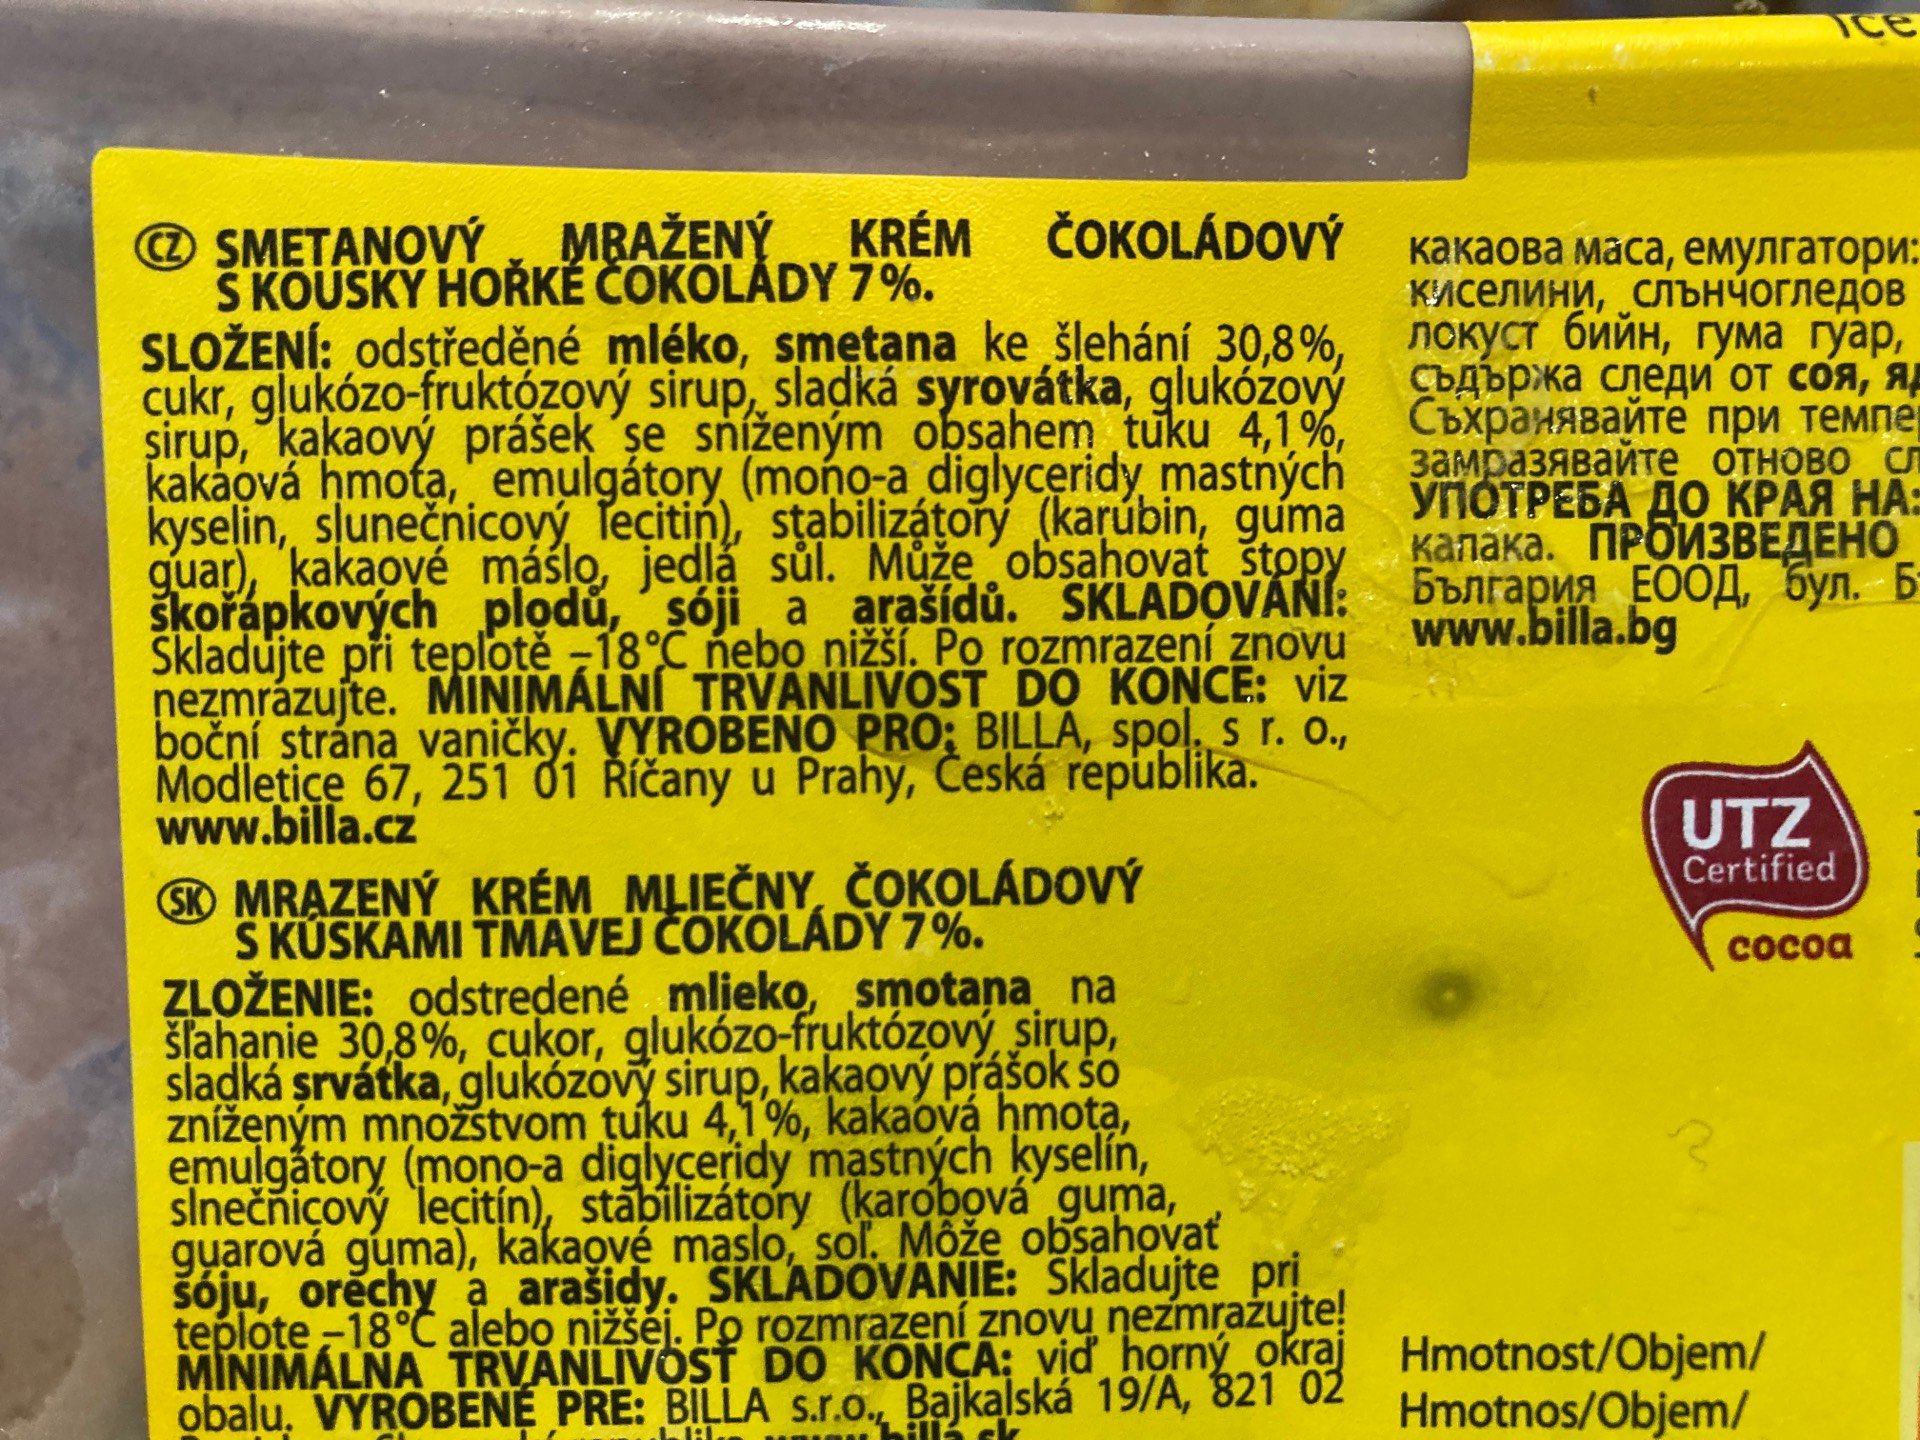 Ice
CZ SMETANOVÝ MRAŽENÝ KRÉM ČOKOLÁDOVÝ
S KOUSKY HOŘKÉ ČOKOLÁDY 7%.
SLOŽENÍ: odstředěné mléko, smetana ke šlehání 30,8%,
cukr, glukózo-fruktózový sirup, sladká syrovátka, glukózový
sirup, kakaový prášek se sníženým obsahem tuku 4,1%,
kakaová hmota, emulgátory (mono-a diglyceridy mastných
kyselin, slunečnicový lecitin), stabilizátory (karubin, guma
guar), kakaové máslo, jedlá sůl. Může obsahovat stopy
skořápkových plodů, sóji a arašídů. SKLADOVÁNÍ:
Skladujte při teplotě –18°C nebo nižší. Po rozmrazení znovu
nezmrazujte. MINIMÁLNÍ TRVANLIVOST DO KONCE: viz
boční strana vaničky. VYROBENO PRO: BILLA, spol. s r. o.,
Modletice 67, 251 01 Říčany u Prahy, Česká republika.
www.billa.cz
SK MRAZENÝ KRÉM MLIEČNY, ČOKOLÁDOVÝ
S KÚSKAMI TMAVEJ ČOKOLÁDY 7%.
ZLOŽENIE: odstredené mlieko, smotana na
šľahanie 30,8%, cukor, glukózo-fruktózový sirup,
sladká srvátka, glukózový sirup, kakaový prášok so
zníženým množstvom tuku 4,1%, kakaová hmota,
emulgátory (mono-a diglyceridy mastných kyselín,
slnečnicový lecitín), stabilizátory (karobová guma,
guarová guma), kakaové maslo, soľ. Môže obsahovať
sóju, orechy a arašidy. SKLADOVANIE: Skladujte pri
teplote –18°C alebo nižšej. Po rozmrazení znovu nezmrazujte!
MINIMÁLNA TRVANLIVOSŤ DO KONCA: viď horný okraj
obalu. VYROBENÉ PRE: BILLA s.r.o., Bajkalská 19/A, 821 02
www.billa.sk
какаова маса, емулгатори:
киселини, слънчогледов
локуст бийн, гума гуар,
съдържа следи от соя,
Съхранявайте при
замразявайте отново
УПОТРЕБА ДО КРАЯ НА:
капака. ПРОИЗВЕДЕНО
България ЕООД, бул.
www.billa.bg
UTZ
Certified
cocoa
Hmotnost/Objem/
Hmotnos/Objem/